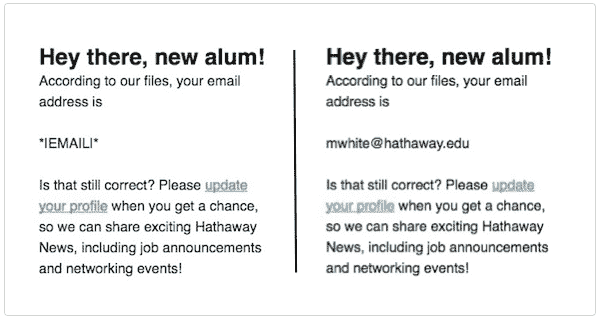 Hey there, new alum!
According to our files, your email
address is
*IEMAILI*
Is that still correct? Please update
your profile when you get a chance,
so we can share exciting Hathaway
News, including job announcements
and networking events!
Hey there, new alum!
According to our files, your email
address is
mwhite@hathaway.edu
Is that still correct? Please update
your profile when you get a chance,
so we can share exciting Hathaway
News, including job announcements
and networking events!